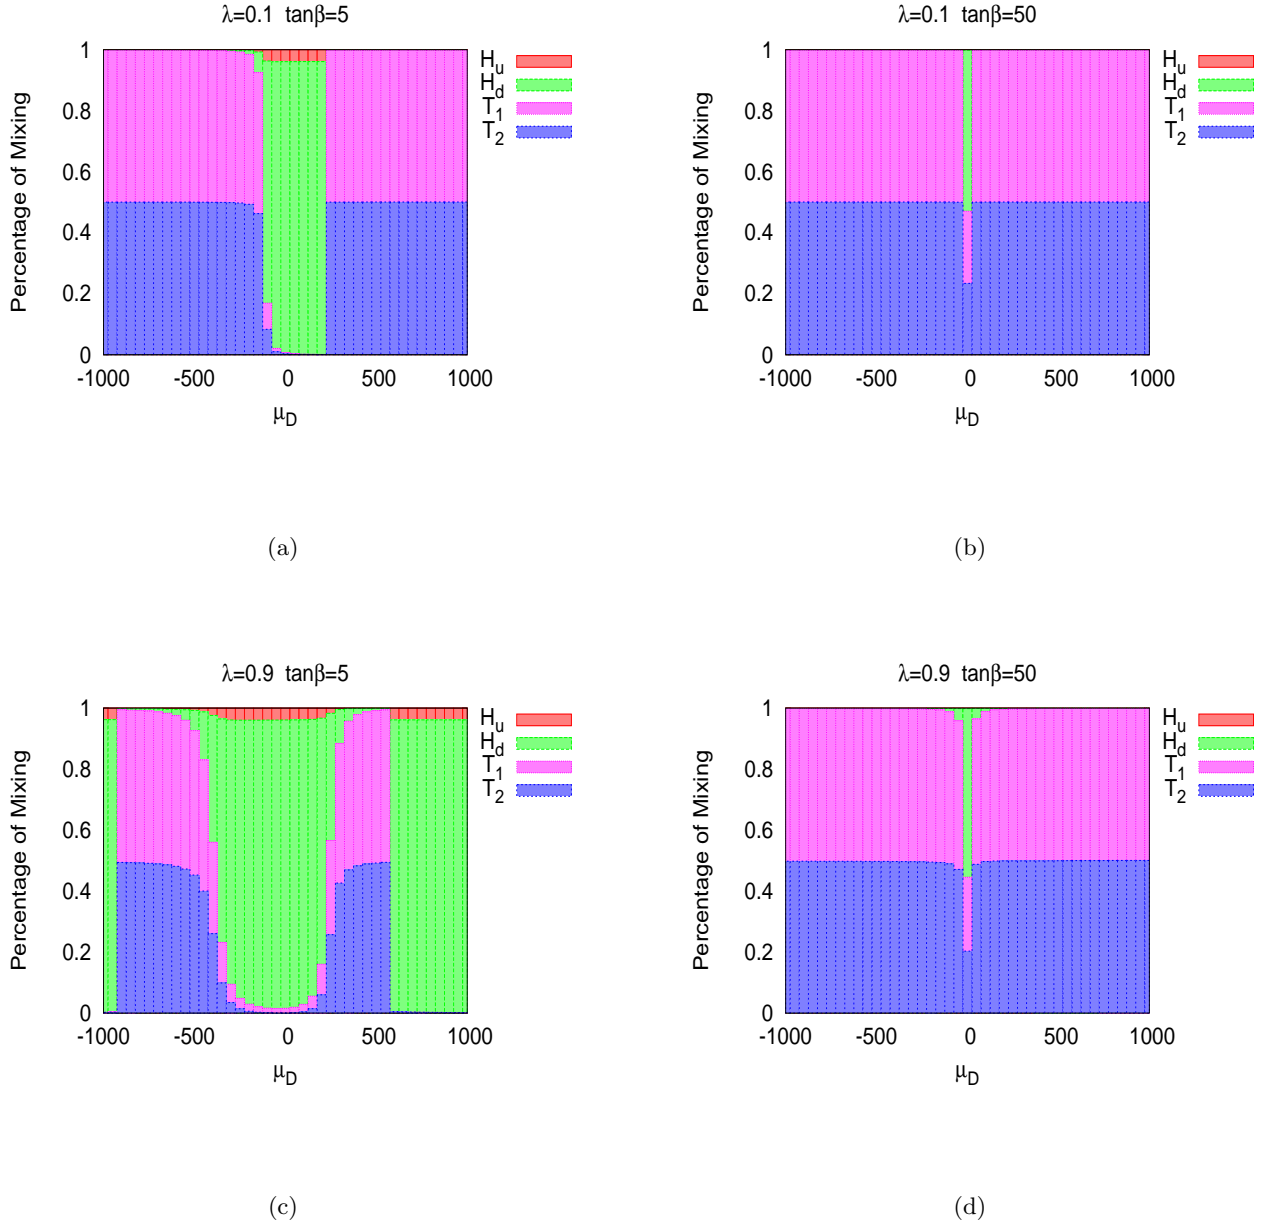 λ=0.1 tanβ=5
Percentage of Mixing
1
0.8
0.6
0.4
0.2
0
-1000 -500 0 500 1000
μD
Hu
Hd
T1
T2
(a)
λ=0.1 tanβ=50
Percentage of Mixing
1
0.8
0.6
0.4
0.2
0
-1000 -500 0 500 1000
μD
Hu
Hd
T1
T2
(b)
λ=0.9 tanβ=5
Percentage of Mixing
1
0.8
0.6
0.4
0.2
0
-1000 -500 0 500 1000
μD
Hu
Hd
T1
T2
(c)
λ=0.9 tanβ=50
Percentage of Mixing
1
0.8
0.6
0.4
0.2
0
-1000 -500 0 500 1000
μD
Hu
Hd
T1
T2
(d)